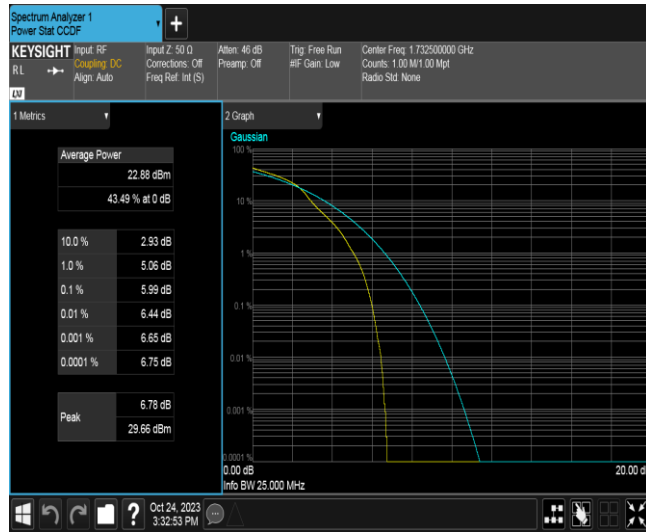 Spectrum Analyzer 1
Power Stat CCDF
+
KEYSIGHT
RL
LXI
Input: RF
Coupling: DC
Align: Auto
Input Z: 50 Ω
Corrections: Off
Freq Ref: Int (S)
Atten: 46 dB
Preamp: Off
Trig: Free Run
#IF Gain: Low
Center Freq: 1.732500000 GHz
Counts: 1.00 M/1.00 Mpt
Radio Std: None
1 Metrics
Average Power
22.88 dBm
43.49 % at 0 dB
10.0 % 2.93 dB
1.0 % 5.06 dB
0.1 % 5.99 dB
0.01 % 6.44 dB
0.001 % 6.65 dB
0.0001 % 6.75 dB
Peak
6.78 dB
29.66 dBm
2 Graph
Gaussian
100 %
10 %
1 %
0.1 %
0.01 %
0.001 %
0.0001 %
0.00 dB
20.00 d
Info BW 25.000 MHz
?
Oct 24, 2023
3:32:53 PM